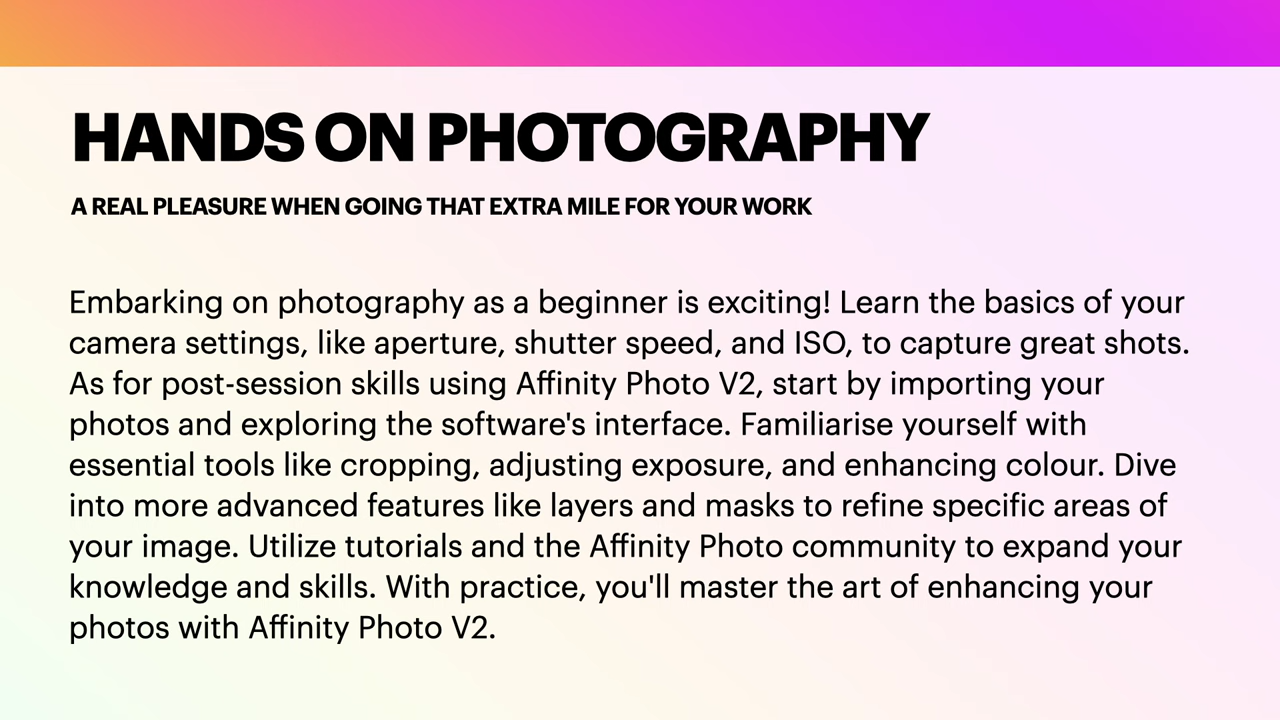 HANDS ON PHOTOGRAPHY
A REAL PLEASURE WHEN GOING THAT EXTRA MILE FOR YOUR WORK
Embarking on photography as a beginner is exciting! Learn the basics of your
camera settings, like aperture, shutter speed, and ISO, to capture great shots.
As for post-session skills using Affinity Photo V2, start by importing your
photos and exploring the software's interface. Familiarise yourself with
essential tools like cropping, adjusting exposure, and enhancing colour. Dive
into more advanced features like layers and masks to refine specific areas of
your image. Utilize tutorials and the Affinity Photo community to expand your
knowledge and skills. With practice, you'll master the art of enhancing your
photos with Affinity Photo V2.